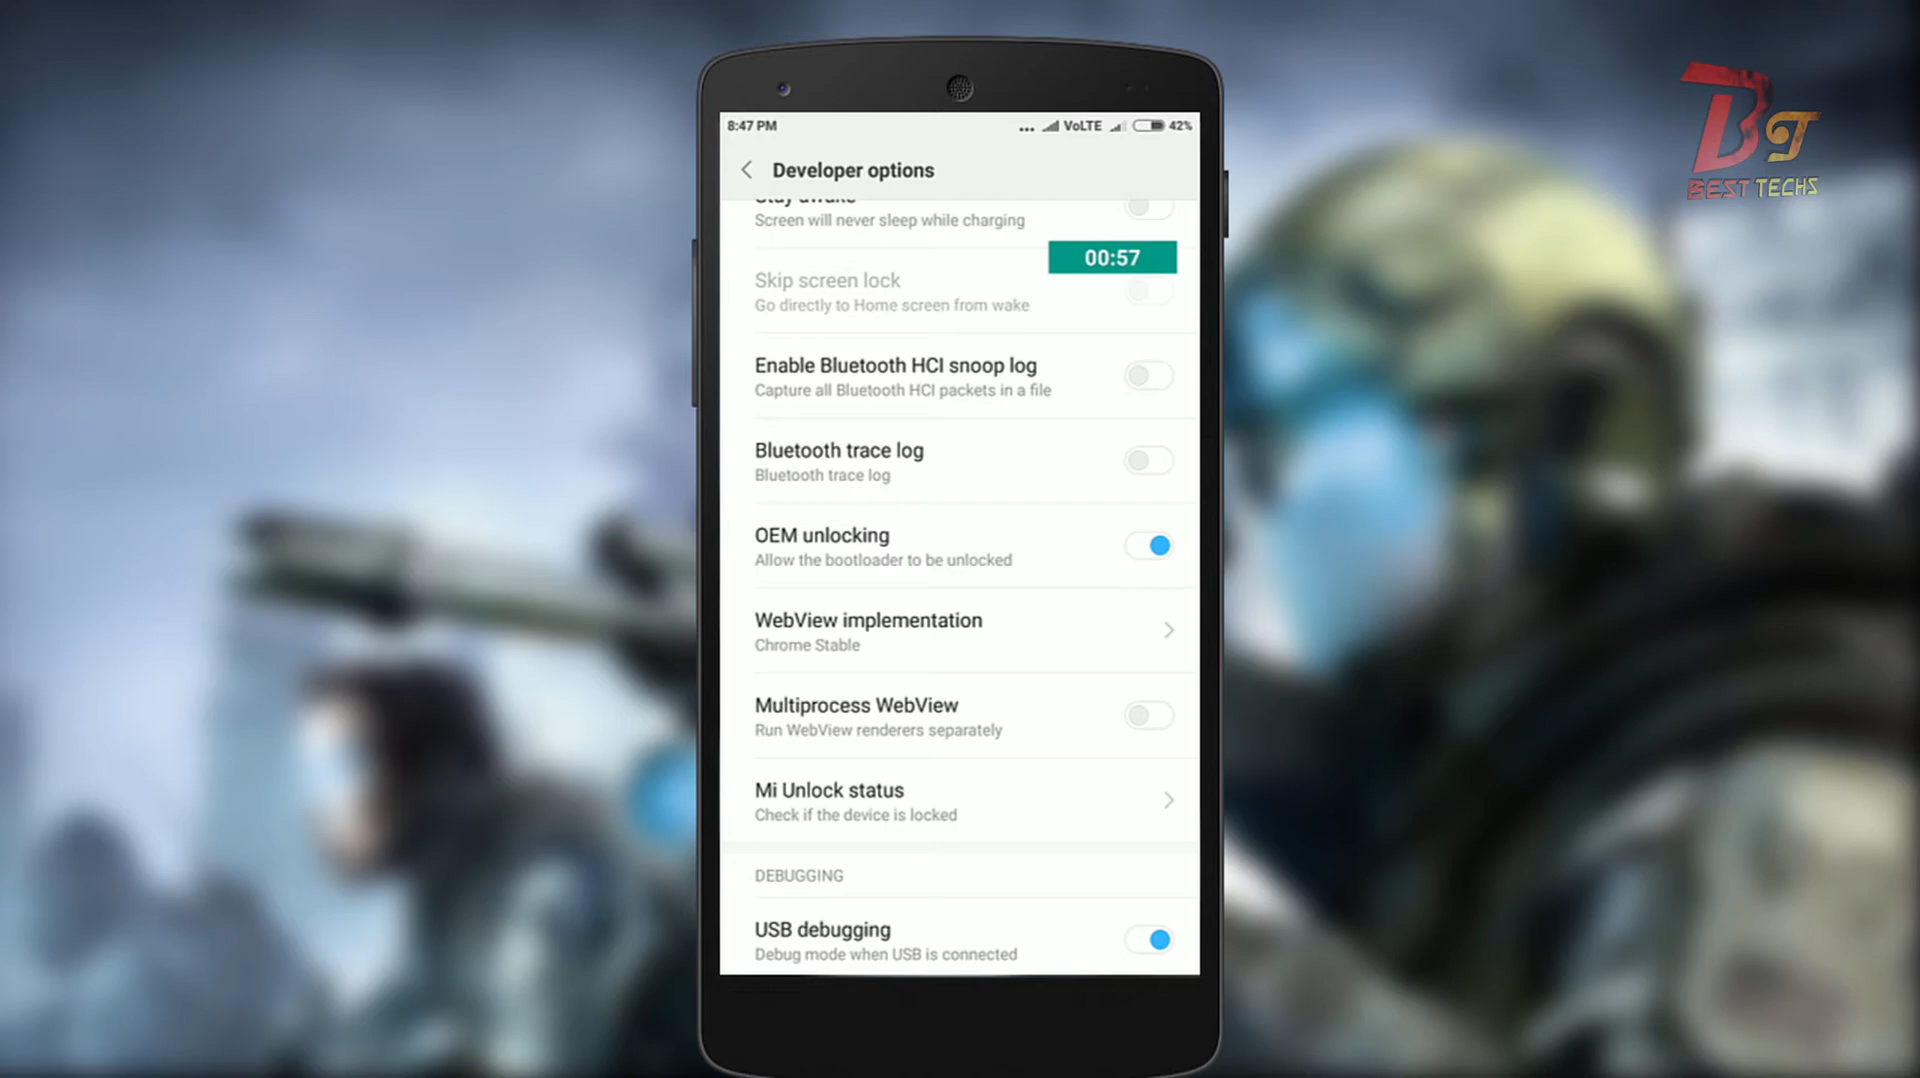 8:47 PM
... VoLTE 42%
Developer options
Stay awake
Screen will never sleep while charging
00:57
Skip screen lock
Go directly to Home screen from wake
Enable Bluetooth HCI snoop log
Capture all Bluetooth HCI packets in a file
Bluetooth trace log
Bluetooth trace log
OEM unlocking
Allow the bootloader to be unlocked
WebView implementation
Chrome Stable
Multiprocess WebView
Run WebView renderers separately
Mi Unlock status
Check if the device is locked
DEBUGGING
USB debugging
Debug mode when USB is connected
BT
BEST TECHS